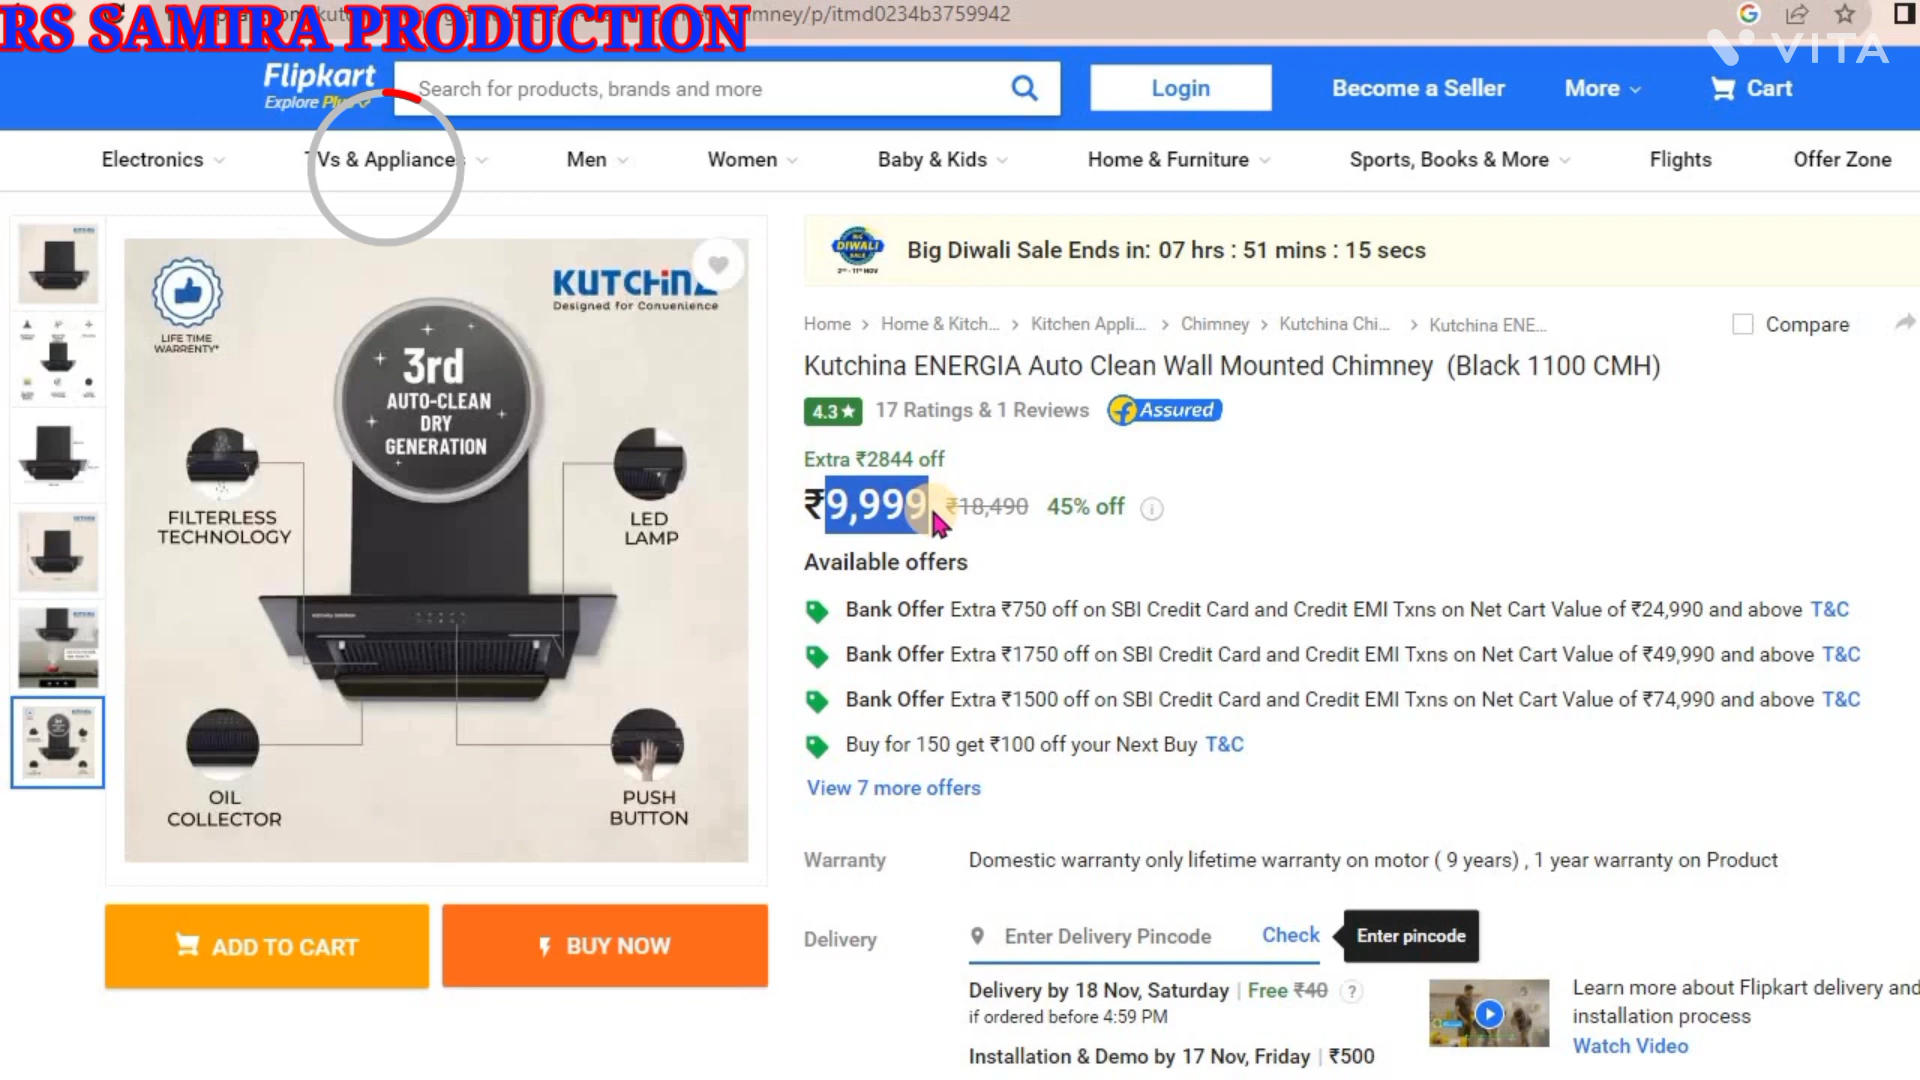 RS SAMIRA PRODUCTION
mney/p/itmd0234b3759942
VITA
Flipkart
Explore Plus
Search for products, brands and more
Login
Become a Seller
More
Cart
Electronics
TVs & Appliances
Men
Women
Baby & Kids
Home & Furniture
Sports, Books & More
Flights
Offer Zone
LIFE TIME
WARRENTY*
KUTCHINA
Designed for Convenience
3rd
AUTO-CLEAN
DRY
GENERATION
FILTERLESS
TECHNOLOGY
LED
LAMP
OIL
COLLECTOR
PUSH
BUTTON
ADD TO CART
BUY NOW
BIG
DIWALI
SALE
Big Diwali Sale Ends in: 07 hrs : 51 mins : 15 secs
Home > Home & Kitch... > Kitchen Appli... > Chimney > Kutchina Chi... > Kutchina ENE...
Compare
Kutchina ENERGIA Auto Clean Wall Mounted Chimney (Black 1100 CMH)
4.3★ 17 Ratings & 1 Reviews
f Assured
Extra ₹2844 off
₹9,999 ₹18,490 45% off
Available offers
Bank Offer Extra ₹750 off on SBI Credit Card and Credit EMI Txns on Net Cart Value of ₹24,990 and above T&C
Bank Offer Extra ₹1750 off on SBI Credit Card and Credit EMI Txns on Net Cart Value of ₹49,990 and above T&C
Bank Offer Extra ₹1500 off on SBI Credit Card and Credit EMI Txns on Net Cart Value of ₹74,990 and above T&C
Buy for 150 get ₹100 off your Next Buy T&C
View 7 more offers
Warranty
Domestic warranty only lifetime warranty on motor ( 9 years) , 1 year warranty on Product
Delivery
Enter Delivery Pincode
Check
Enter pincode
Delivery by 18 Nov, Saturday | Free ₹40 ?
if ordered before 4:59 PM
Installation & Demo by 17 Nov, Friday | ₹500
Learn more about Flipkart delivery and
installation process
Watch Video